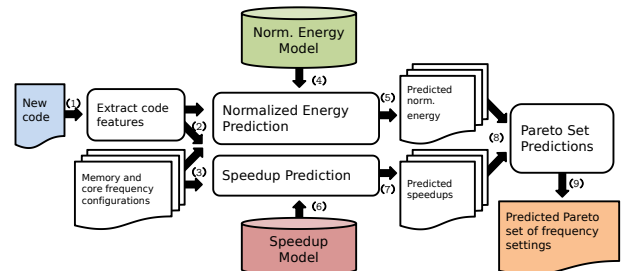 Norm. Energy
Model
(4)
New
code
(1)
Extract code
features
(2)
Normalized Energy
Prediction
(5)
Predicted
norm.
energy
(8)
Pareto Set
Predictions
Memory and
core frequency
configurations
(3)
Speedup Prediction
(7)
Predicted
speedups
(9)
(6)
Speedup
Model
Predicted Pareto
set of frequency
settings